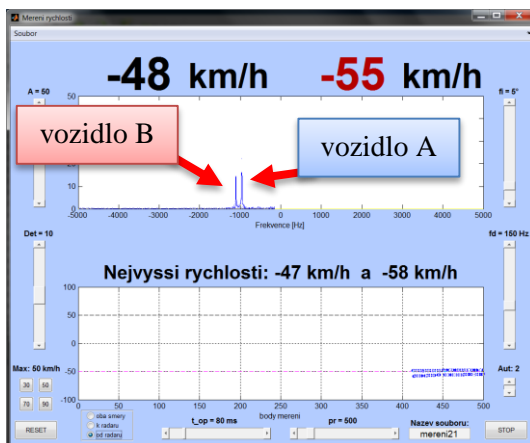 Mereni rychlosti
Soubor
-48 km/h -55 km/h
A = 50
fi = 5°
50
vozidlo B
vozidlo A
10
0
-5000 -4000 -3000 -2000 -1000 0 1000 2000 3000 4000 5000
Frekvence [Hz]
Det = 10
fd = 150 Hz
Nejvyssi rychlosti: -47 km/h a -58 km/h
100
50
0
-50
-100
0 50 100 150 200 250 300 350 400 450 500
body mereni
Max: 50 km/h
30 50
70 90
Aut: 2
oba smery
k radaru
od radaru
t_op = 80 ms
pr = 500
Nazev souboru:
mereni21
RESET
STOP